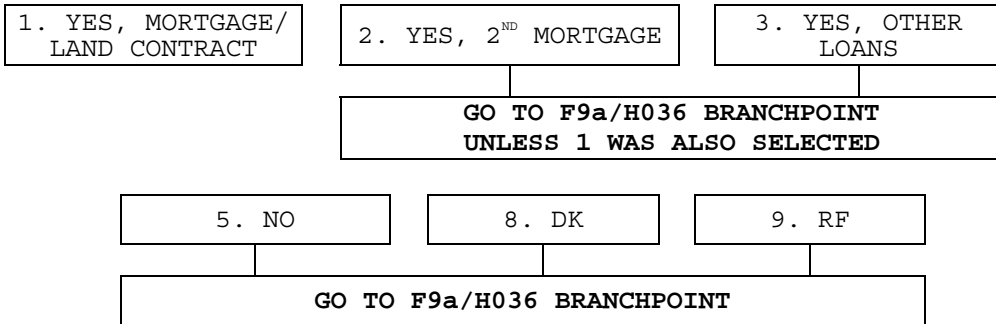 1. YES, MORTGAGE/
LAND CONTRACT
2. YES, 2ND MORTGAGE
3. YES, OTHER
LOANS
GO TO F9a/H036 BRANCHPOINT
UNLESS 1 WAS ALSO SELECTED
5. NO
8. DK
9. RF
GO TO F9a/H036 BRANCHPOINT